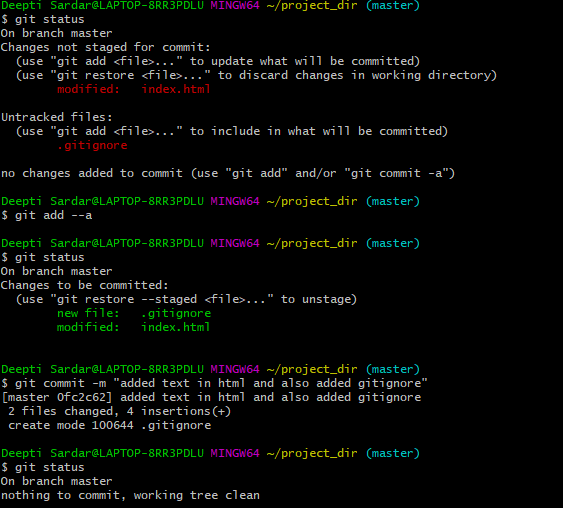 Deepti Sardar@LAPTOP-8RR3PDLU MINGW64 ~/project_dir (master)
$ git status
On branch master
Changes not staged for commit:
  (use "git add <file>..." to update what will be committed)
  (use "git restore <file>..." to discard changes in working directory)
        modified:   index.html

Untracked files:
  (use "git add <file>..." to include in what will be committed)
        .gitignore

no changes added to commit (use "git add" and/or "git commit -a")

Deepti Sardar@LAPTOP-8RR3PDLU MINGW64 ~/project_dir (master)
$ git add --a

Deepti Sardar@LAPTOP-8RR3PDLU MINGW64 ~/project_dir (master)
$ git status
On branch master
Changes to be committed:
  (use "git restore --staged <file>..." to unstage)
        new file:   .gitignore
        modified:   index.html


Deepti Sardar@LAPTOP-8RR3PDLU MINGW64 ~/project_dir (master)
$ git commit -m "added text in html and also added gitignore"
[master 0fc2c62] added text in html and also added gitignore
 2 files changed, 4 insertions(+)
 create mode 100644 .gitignore

Deepti Sardar@LAPTOP-8RR3PDLU MINGW64 ~/project_dir (master)
$ git status
On branch master
nothing to commit, working tree clean